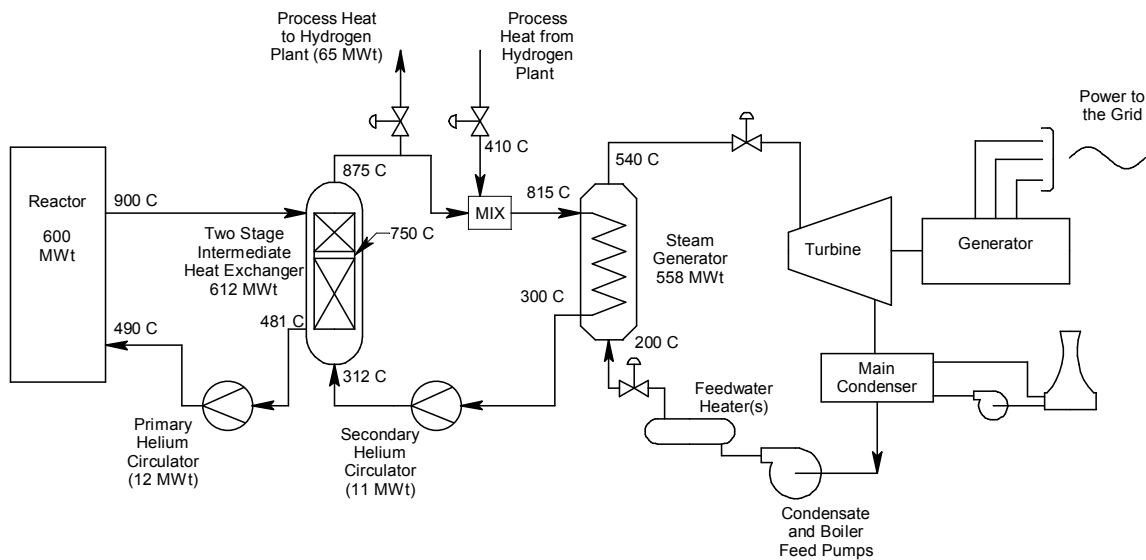 Process Heat
to Hydrogen
Plant (65 MWt)
Process
Heat from
Hydrogen
Plant
Power to
the Grid
410 C
875 C
540 C
Reactor
600
MWt
900 C
815 C
MIX
Two Stage
Intermediate
Heat Exchanger
612 MWt
750 C
Steam
Generator
558 MWt
Turbine
Generator
300 C
481 C
490 C
200 C
312 C
Main
Condenser
Feedwater
Heater(s)
Primary
Helium
Circulator
(12 MWt)
Secondary
Helium
Circulator
(11 MWt)
Condensate
and Boiler
Feed Pumps